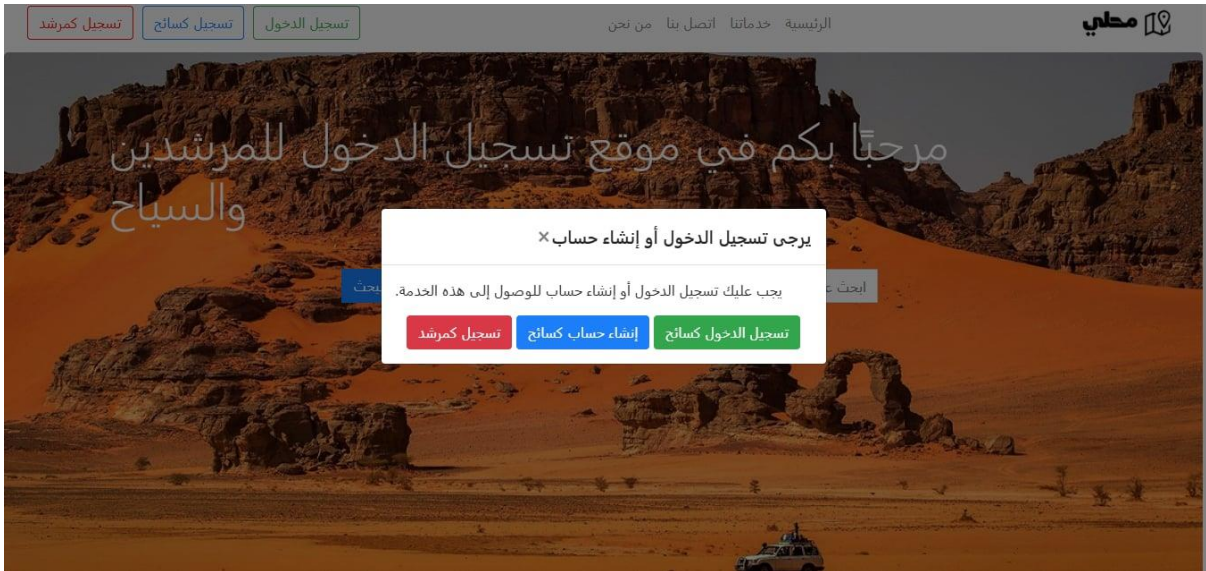 محلي
الرئيسية خدماتنا اتصل بنا من نحن
تسجيل الدخول
تسجيل كسائح
تسجيل كمرشد
مرحبًا بكم في موقع تسجيل الدخول للمرشدين
والسياح
ابحث
يرجى تسجيل الدخول أو إنشاء حساب ×
يجب عليك تسجيل الدخول أو إنشاء حساب للوصول إلى هذه الخدمة.
تسجيل الدخول كسائح
إنشاء حساب كسائح
تسجيل كمرشد